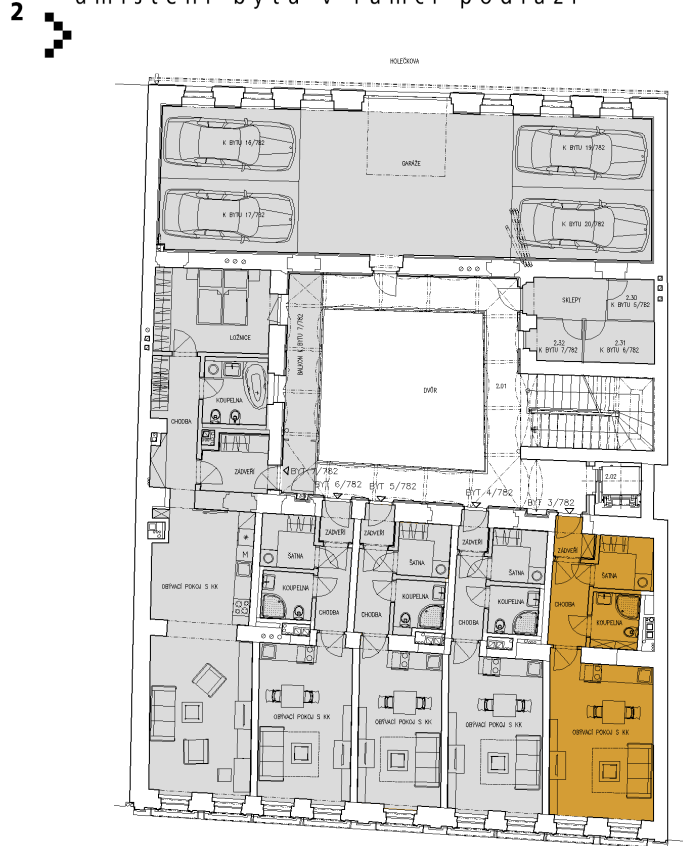 umístění bytu v rámci podlaží
2
HOLEČKOVA
K BYTU 16/782
K BYTU 19/782
GARÁŽE
K BYTU 17/782
K BYTU 20/782
SKLEPY
2.30
K BYTU 5/782
LOŽNICE
BALKON K BYTU 7/782
2.32
K BYTU 7/782
2.31
K BYTU 6/782
DVŮR
2.01
KOUPELNA
CHODBA
ZÁDVEŘÍ
BYT 7/782
BYT 6/782
BYT 5/782
BYT 4/782
BYT 3/782
2.02
ZÁDVEŘÍ
ZÁDVEŘÍ
ZÁDVEŘÍ
ZÁDVEŘÍ
M
ŠATNA
ŠATNA
ŠATNA
ŠATNA
OBÝVACÍ POKOJ S KK
KOUPELNA
KOUPELNA
KOUPELNA
KOUPELNA
CHODBA
CHODBA
CHODBA
CHODBA
OBÝVACÍ POKOJ S KK
OBÝVACÍ POKOJ S KK
OBÝVACÍ POKOJ S KK
OBÝVACÍ POKOJ S KK